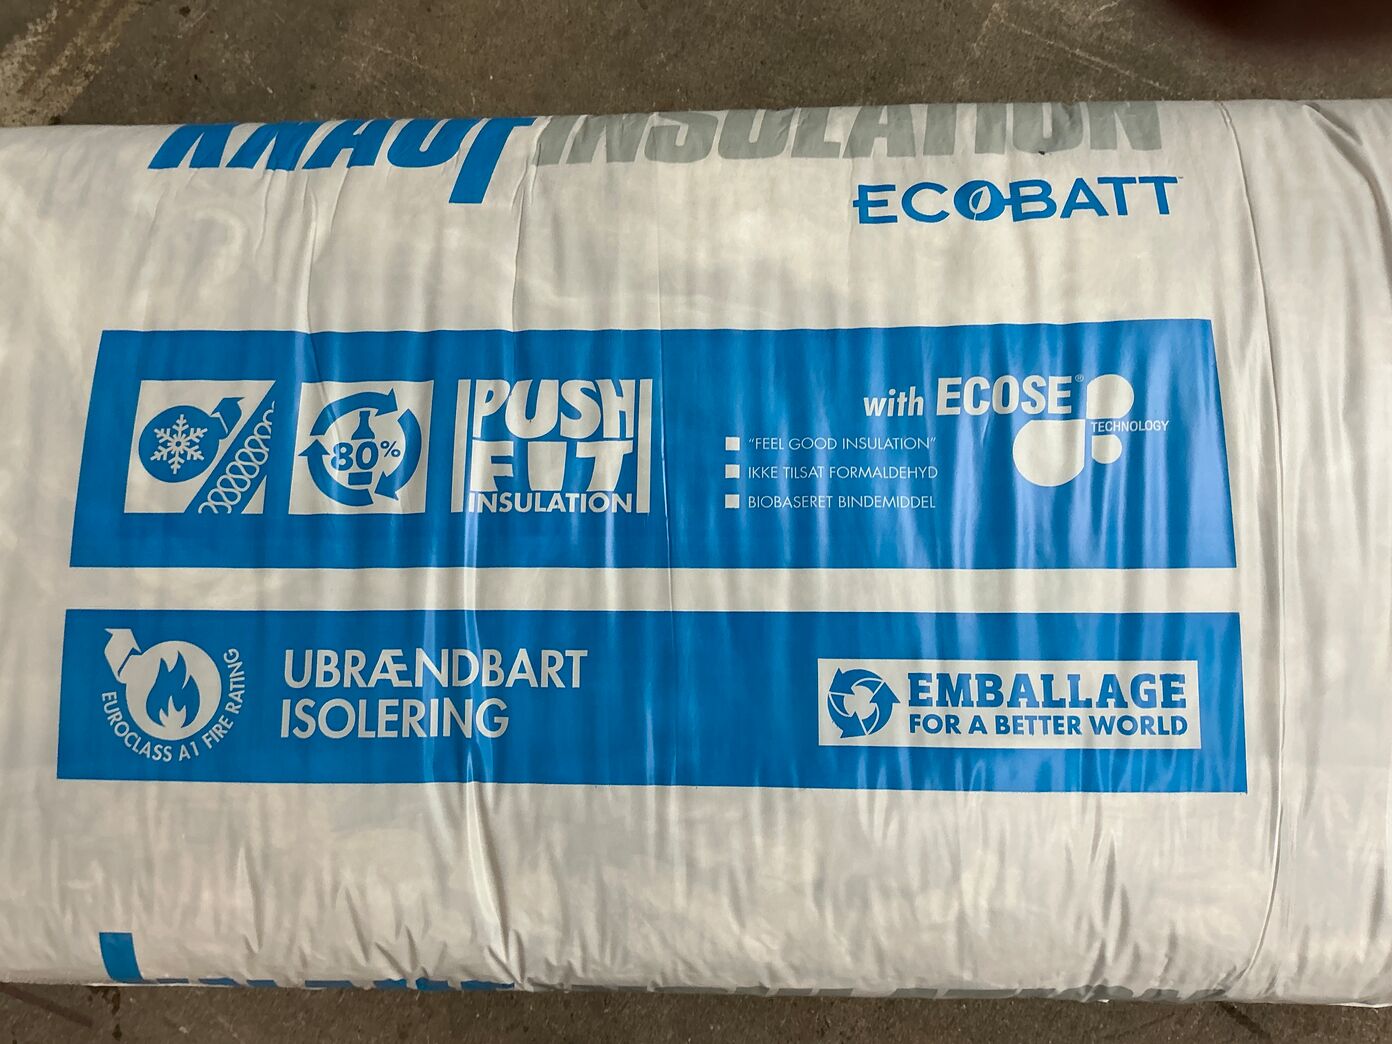 KNAUF INSULATION
ECOBATT™
80%
PUSH
FIT
INSULATION
with ECOSE®
TECHNOLOGY
"FEEL GOOD INSULATION"
IKKE TILSAT FORMALDEHYD
BIOBASERET BINDEMIDDEL
EUROCLASS A1 FIRE RATING
UBRÆNDBART
ISOLERING
EMBALLAGE
FOR A BETTER WORLD